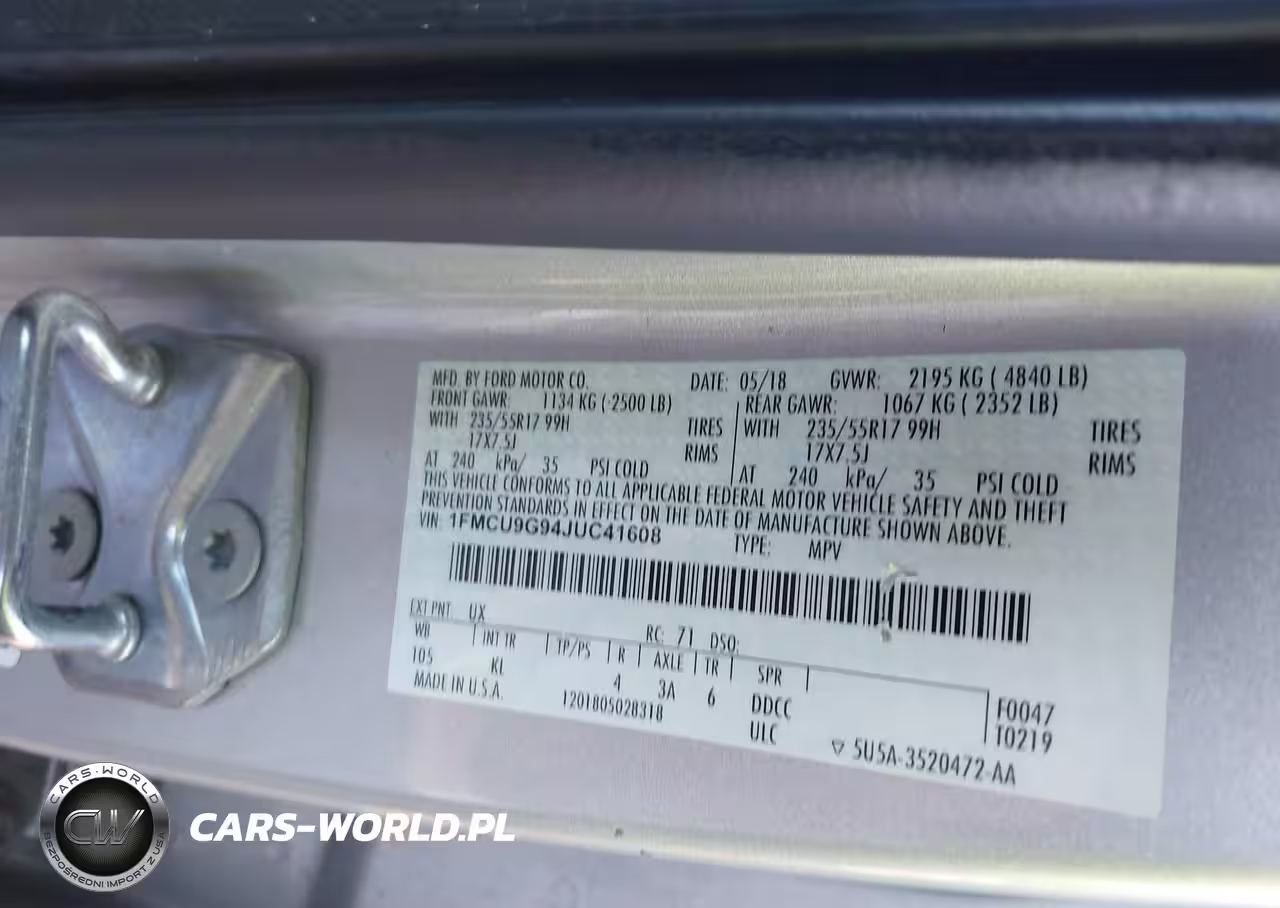 MFD. BY FORD MOTOR CO. DATE: 05/18 GVWR: 2195 KG ( 4840 LB)
FRONT GAWR: 1134 KG ( 2500 LB) REAR GAWR: 1067 KG ( 2352 LB)
WITH 235/55R17 99H TIRES WITH 235/55R17 99H TIRES
17X7.5J RIMS 17X7.5J RIMS
AT 240 kPa/ 35 PSI COLD AT 240 kPa/ 35 PSI COLD
THIS VEHICLE CONFORMS TO ALL APPLICABLE FEDERAL MOTOR VEHICLE SAFETY AND THEFT
PREVENTION STANDARDS IN EFFECT ON THE DATE OF MANUFACTURE SHOWN ABOVE.
VIN: 1FMCU9G94JUC41608 TYPE: MPV
EXT PNT: UX RC: 71 DSO:
WB INT TR TP/PS R AXLE TR SPR
105 KL 4 3A 6 DDCC F0047
MADE IN U.S.A. 1201805028318 ULC T0219
▽ 5U5A-3520472-AA
CARS-WORLD
CW
BEZPOŚREDNI IMPORT Z USA
CARS-WORLD.PL